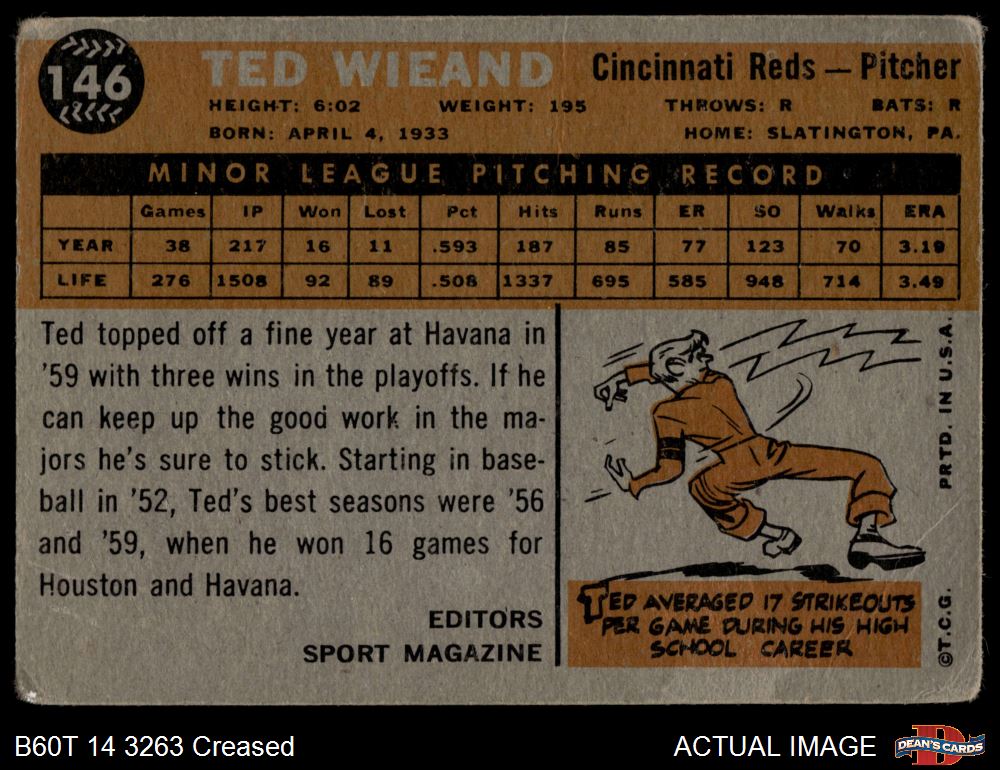 146
TED WIEAND Cincinnati Reds — Pitcher
HEIGHT: 6:02 WEIGHT: 195 THROWS: R BATS: R
BORN: APRIL 4, 1933 HOME: SLATINGTON, PA.
MINOR LEAGUE PITCHING RECORD
Games IP Won Lost Pct Hits Runs ER SO Walks ERA
YEAR 38 217 16 11 .593 187 85 77 123 70 3.19
LIFE 276 1508 92 89 .508 1337 695 585 948 714 3.49
Ted topped off a fine year at Havana in
'59 with three wins in the playoffs. If he
can keep up the good work in the ma-
jors he's sure to stick. Starting in base-
ball in '52, Ted's best seasons were '56
and '59, when he won 16 games for
Houston and Havana.
EDITORS
SPORT MAGAZINE
TED AVERAGED 17 STRIKEOUTS
PER GAME DURING HIS HIGH
SCHOOL CAREER
©T.C.G. PRTD. IN U.S.A.
B60T 14 3263 Creased
ACTUAL IMAGE
D
DEAN'S CARDS